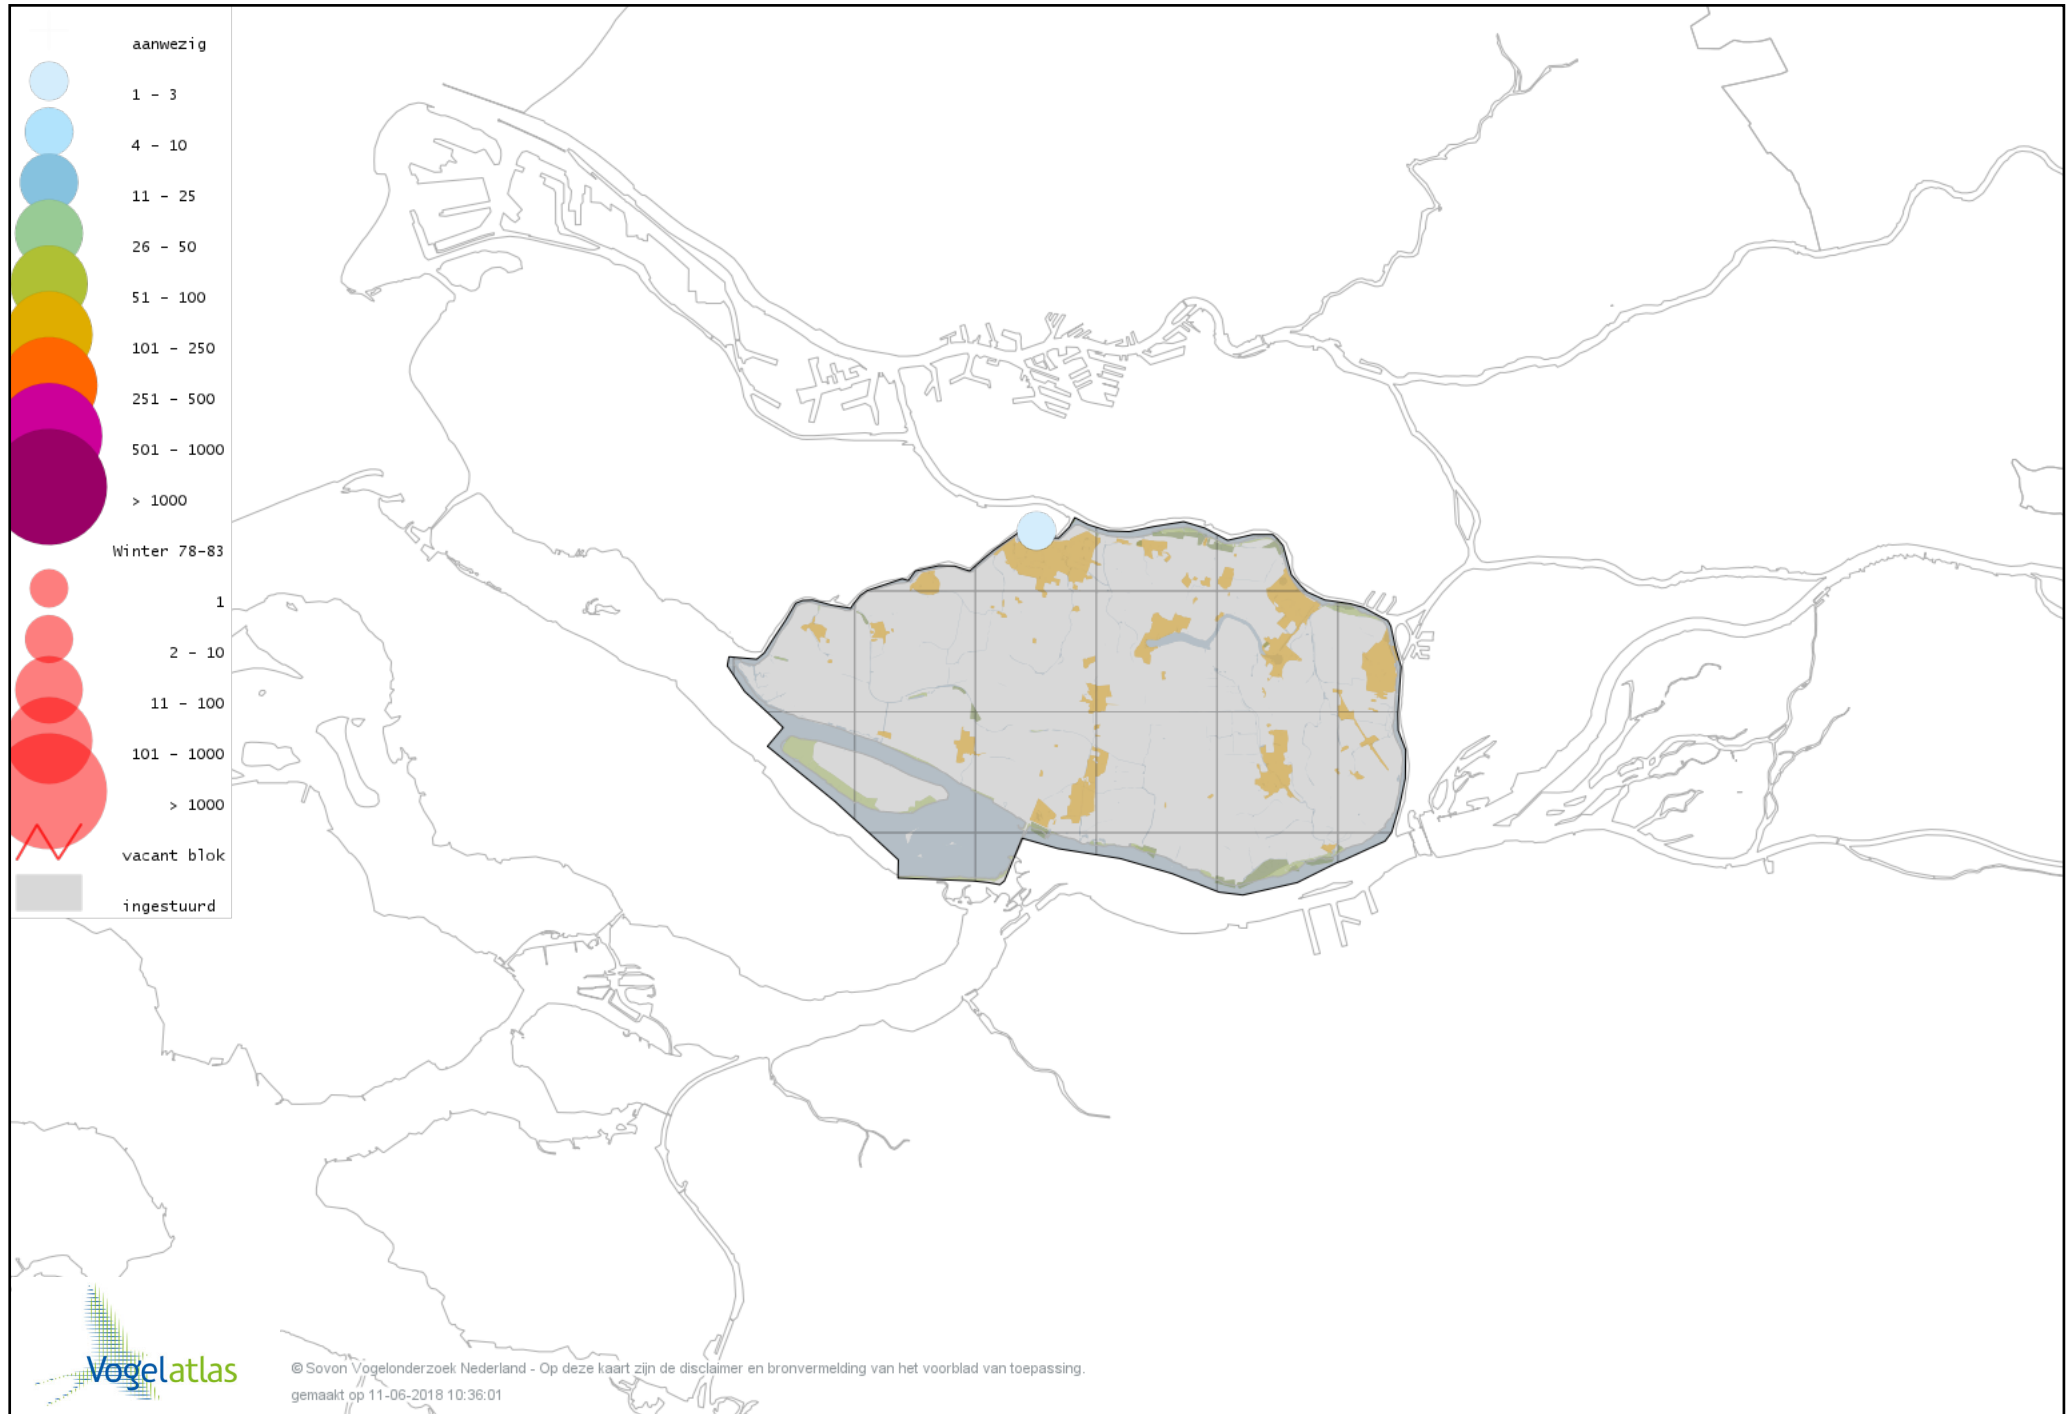 aanwezig
1 – 3
4 – 10
11 – 25
26 – 50
51 – 100
101 – 250
251 – 500
501 – 1000
> 1000
Winter 78-83
1
2 – 10
11 – 100
101 – 1000
> 1000
vacant blok
ingestuurd
Vogelatlas
© Sovon Vogelonderzoek Nederland - Op deze kaart zijn de disclaimer en bronvermelding van het voorblad van toepassing.
gemaakt op 11-06-2018 10:36:01